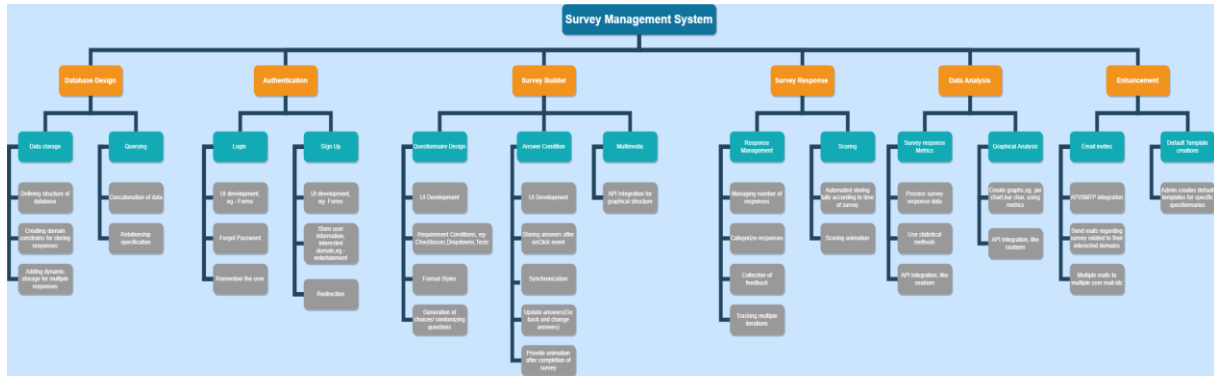 Survey Management System
Database Design
Authentication
Survey Builder
Survey Response
Data Analysis
Enhancement
Data storage
Querying
Login
Sign Up
Questionnaire Design
Answer Condition
Multimedia
Response
Management
Scoring
Survey response
Metrics
Graphical Analysis
Email invites
Default Template
creations
Defining structure of
database
Concatenation of data
UI development,
eg.--Forms
UI development,
eg- Forms
UI Development
UI Development
API Integration for
graphical structure
Managing number of
responses
Automated storing
according to time of
survey
Process survey
response data
Create graphs,eg. pie
chart,bar char, using
metrics
API/SMTP integration
Admin creates default
templates for specific
questionnaries
Creating domain
constrains for storing
responses
Relationship
specification
Forgot Password
Store user
information,
interested
domain,eg.-
entertainment
Requirement Conditions, eg-
Checkboxes,Dropdowns,Texts
Storing answers after
onClick event
Categorize responses
Scoring animation
Use statistical
methods
API Integration, like
seaborn
Send mails regarding
survey related to their
interested domains
Adding dynamic
storage for multiple
responses
Remember the user
Redirection
Format Styles
Synchronization
Collection of
feedback
API Integration, like
seaborn
Multiple mails to
multiple user mail-ids
Generation of
choices/ randomizing
questions
Update answers(Go
back and change
answers)
Tracking multiple
iterations
Provide animation
after completion of
survey